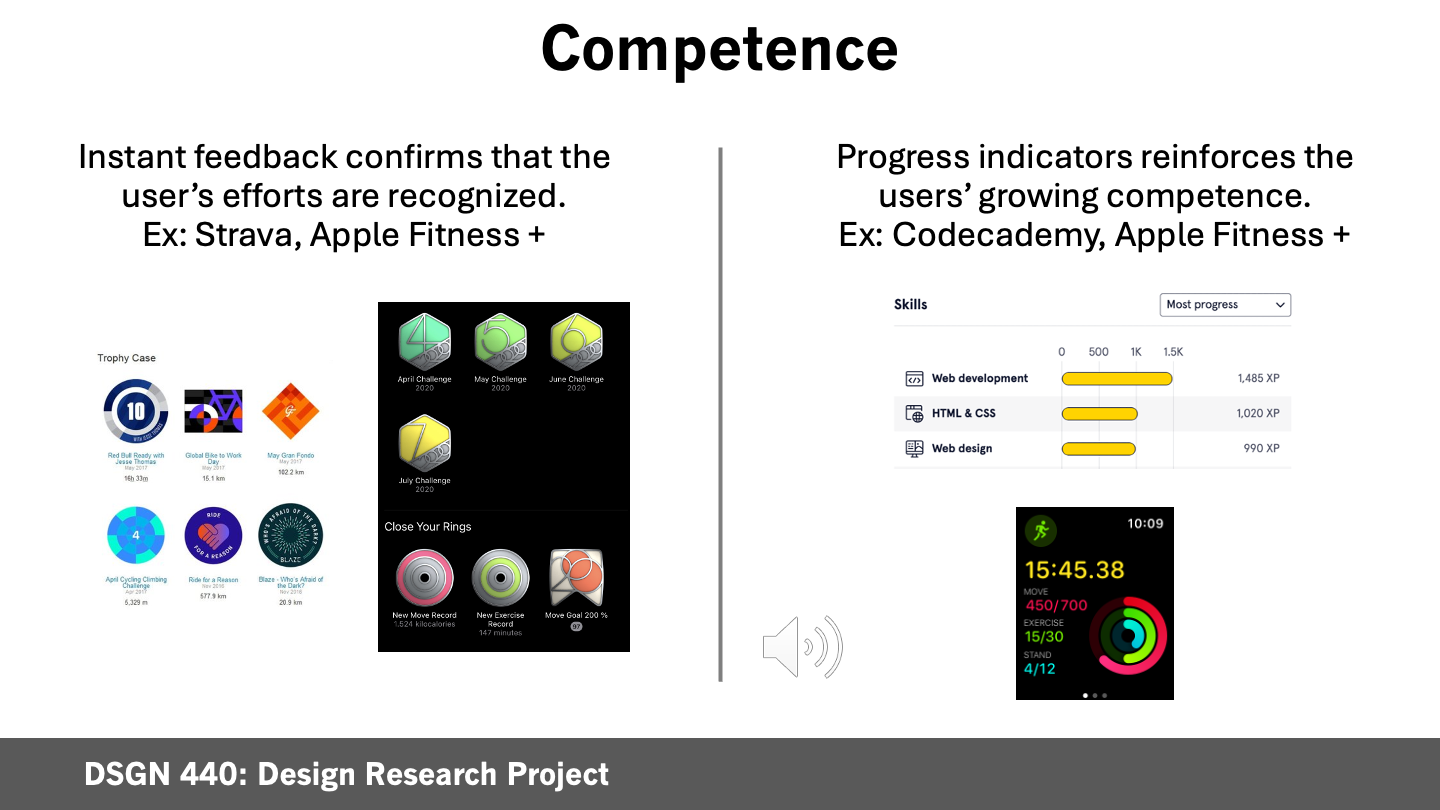 Competence
Instant feedback confirms that the
user's efforts are recognized.
Ex: Strava, Apple Fitness +
Progress indicators reinforces the
users' growing competence.
Ex: Codecademy, Apple Fitness +
Trophy Case
10
Red Bull Ready with
Jesse Thomas
May 2017
16h 33m
Global Bike to Work
Day
May 2017
15.1 km
May Gran Fondo
May 2017
102.2 km
4
April Cycling Climbing
Challenge
Apr 2017
5,329 m
RIDE
FOR A REASON
Ride for a Reason
Nov 2016
577.9 km
WHO'S AFRAID OF THE DARK?
BLAZE
Blaze - Who's Afraid of
the Dark?
Nov 2016
20.9 km
4
April Challenge
2020
5
May Challenge
2020
6
June Challenge
2020
7
July Challenge
2020
Close Your Rings
New Move Record
1.524 kilocalories
New Exercise
Record
147 minutes
Move Goal 200 %
97
Skills
Most progress
0 500 1K 1.5K
Web development 1,485 XP
HTML & CSS 1,020 XP
Web design 990 XP
10:09
15:45.38
MOVE
450/700
EXERCISE
15/30
STAND
4/12
DSGN 440: Design Research Project